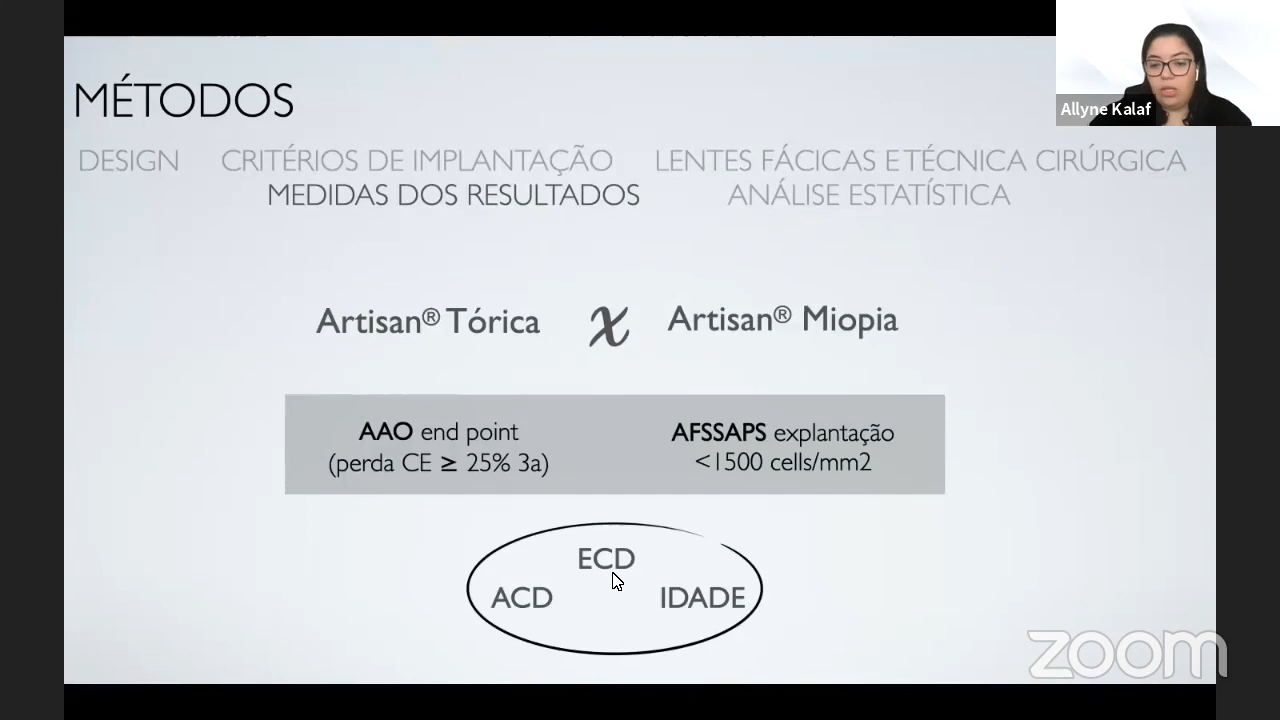 MÉTODOS
DESIGN CRITÉRIOS DE IMPLANTAÇÃO LENTES FÁCICAS E TÉCNICA CIRÚRGICA
MEDIDAS DOS RESULTADOS ANÁLISE ESTATÍSTICA
Artisan® Tórica x Artisan® Miopia
AAO end point
(perda CE ≥ 25% 3a)
AFSSAPS explantação
<1500 cells/mm2
ECD
ACD IDADE
Allyne Kalaf
zoom